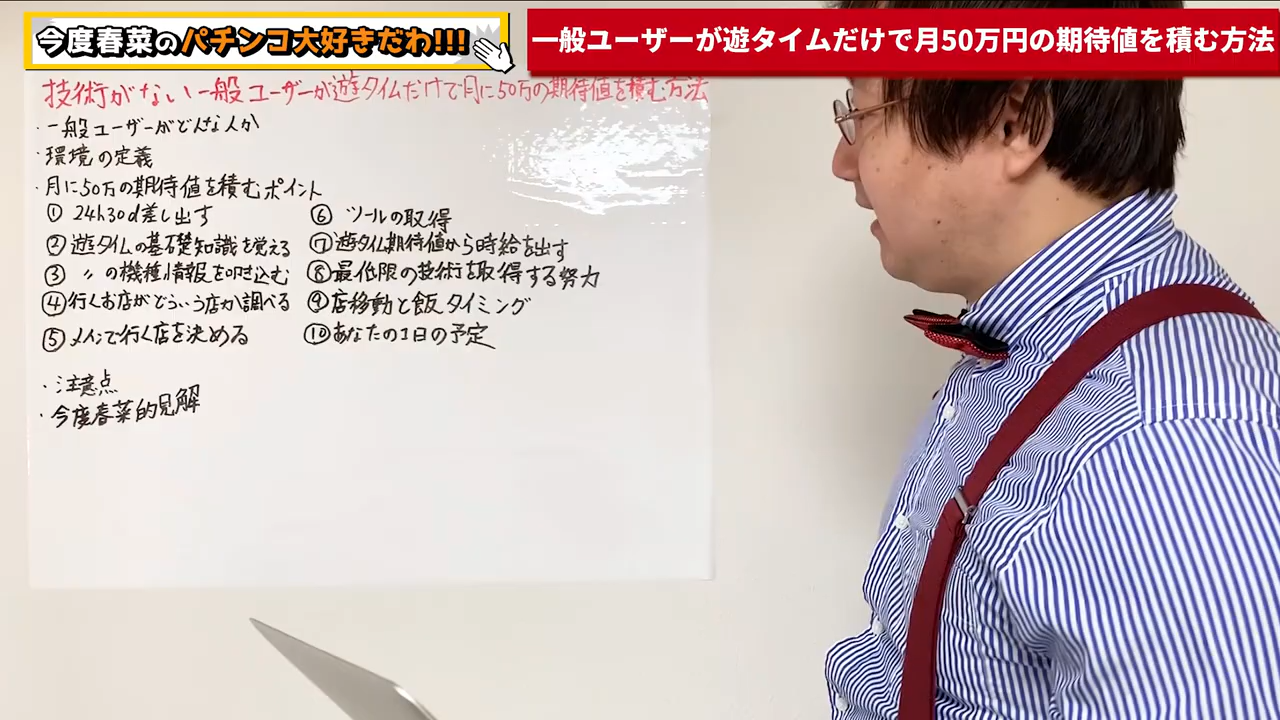 今度春菜のパチンコ大好きだわ!!!
一般ユーザーが遊タイムだけで月50万円の期待値を積む方法
技術がない一般ユーザーが遊タイムだけで月に50万の期待値を積む方法
・一般ユーザーがどんな人か
・環境の定義
・月に50万の期待値を積むポイント
① 24h30d差し出す
② 遊タイムの基礎知識を覚える
③ 〃の機種情報を叩き込む
④ 行くお店がどういう店か調べる
⑤ メインで行く店を決める
⑥ ツールの取得
⑦ 遊タイム期待値から時給を出す
⑧ 最低限の技術を取得する努力
⑨ 店移動と飯タイミング
⑩ あなたの1日の予定
・注意点
・今度春菜的見解